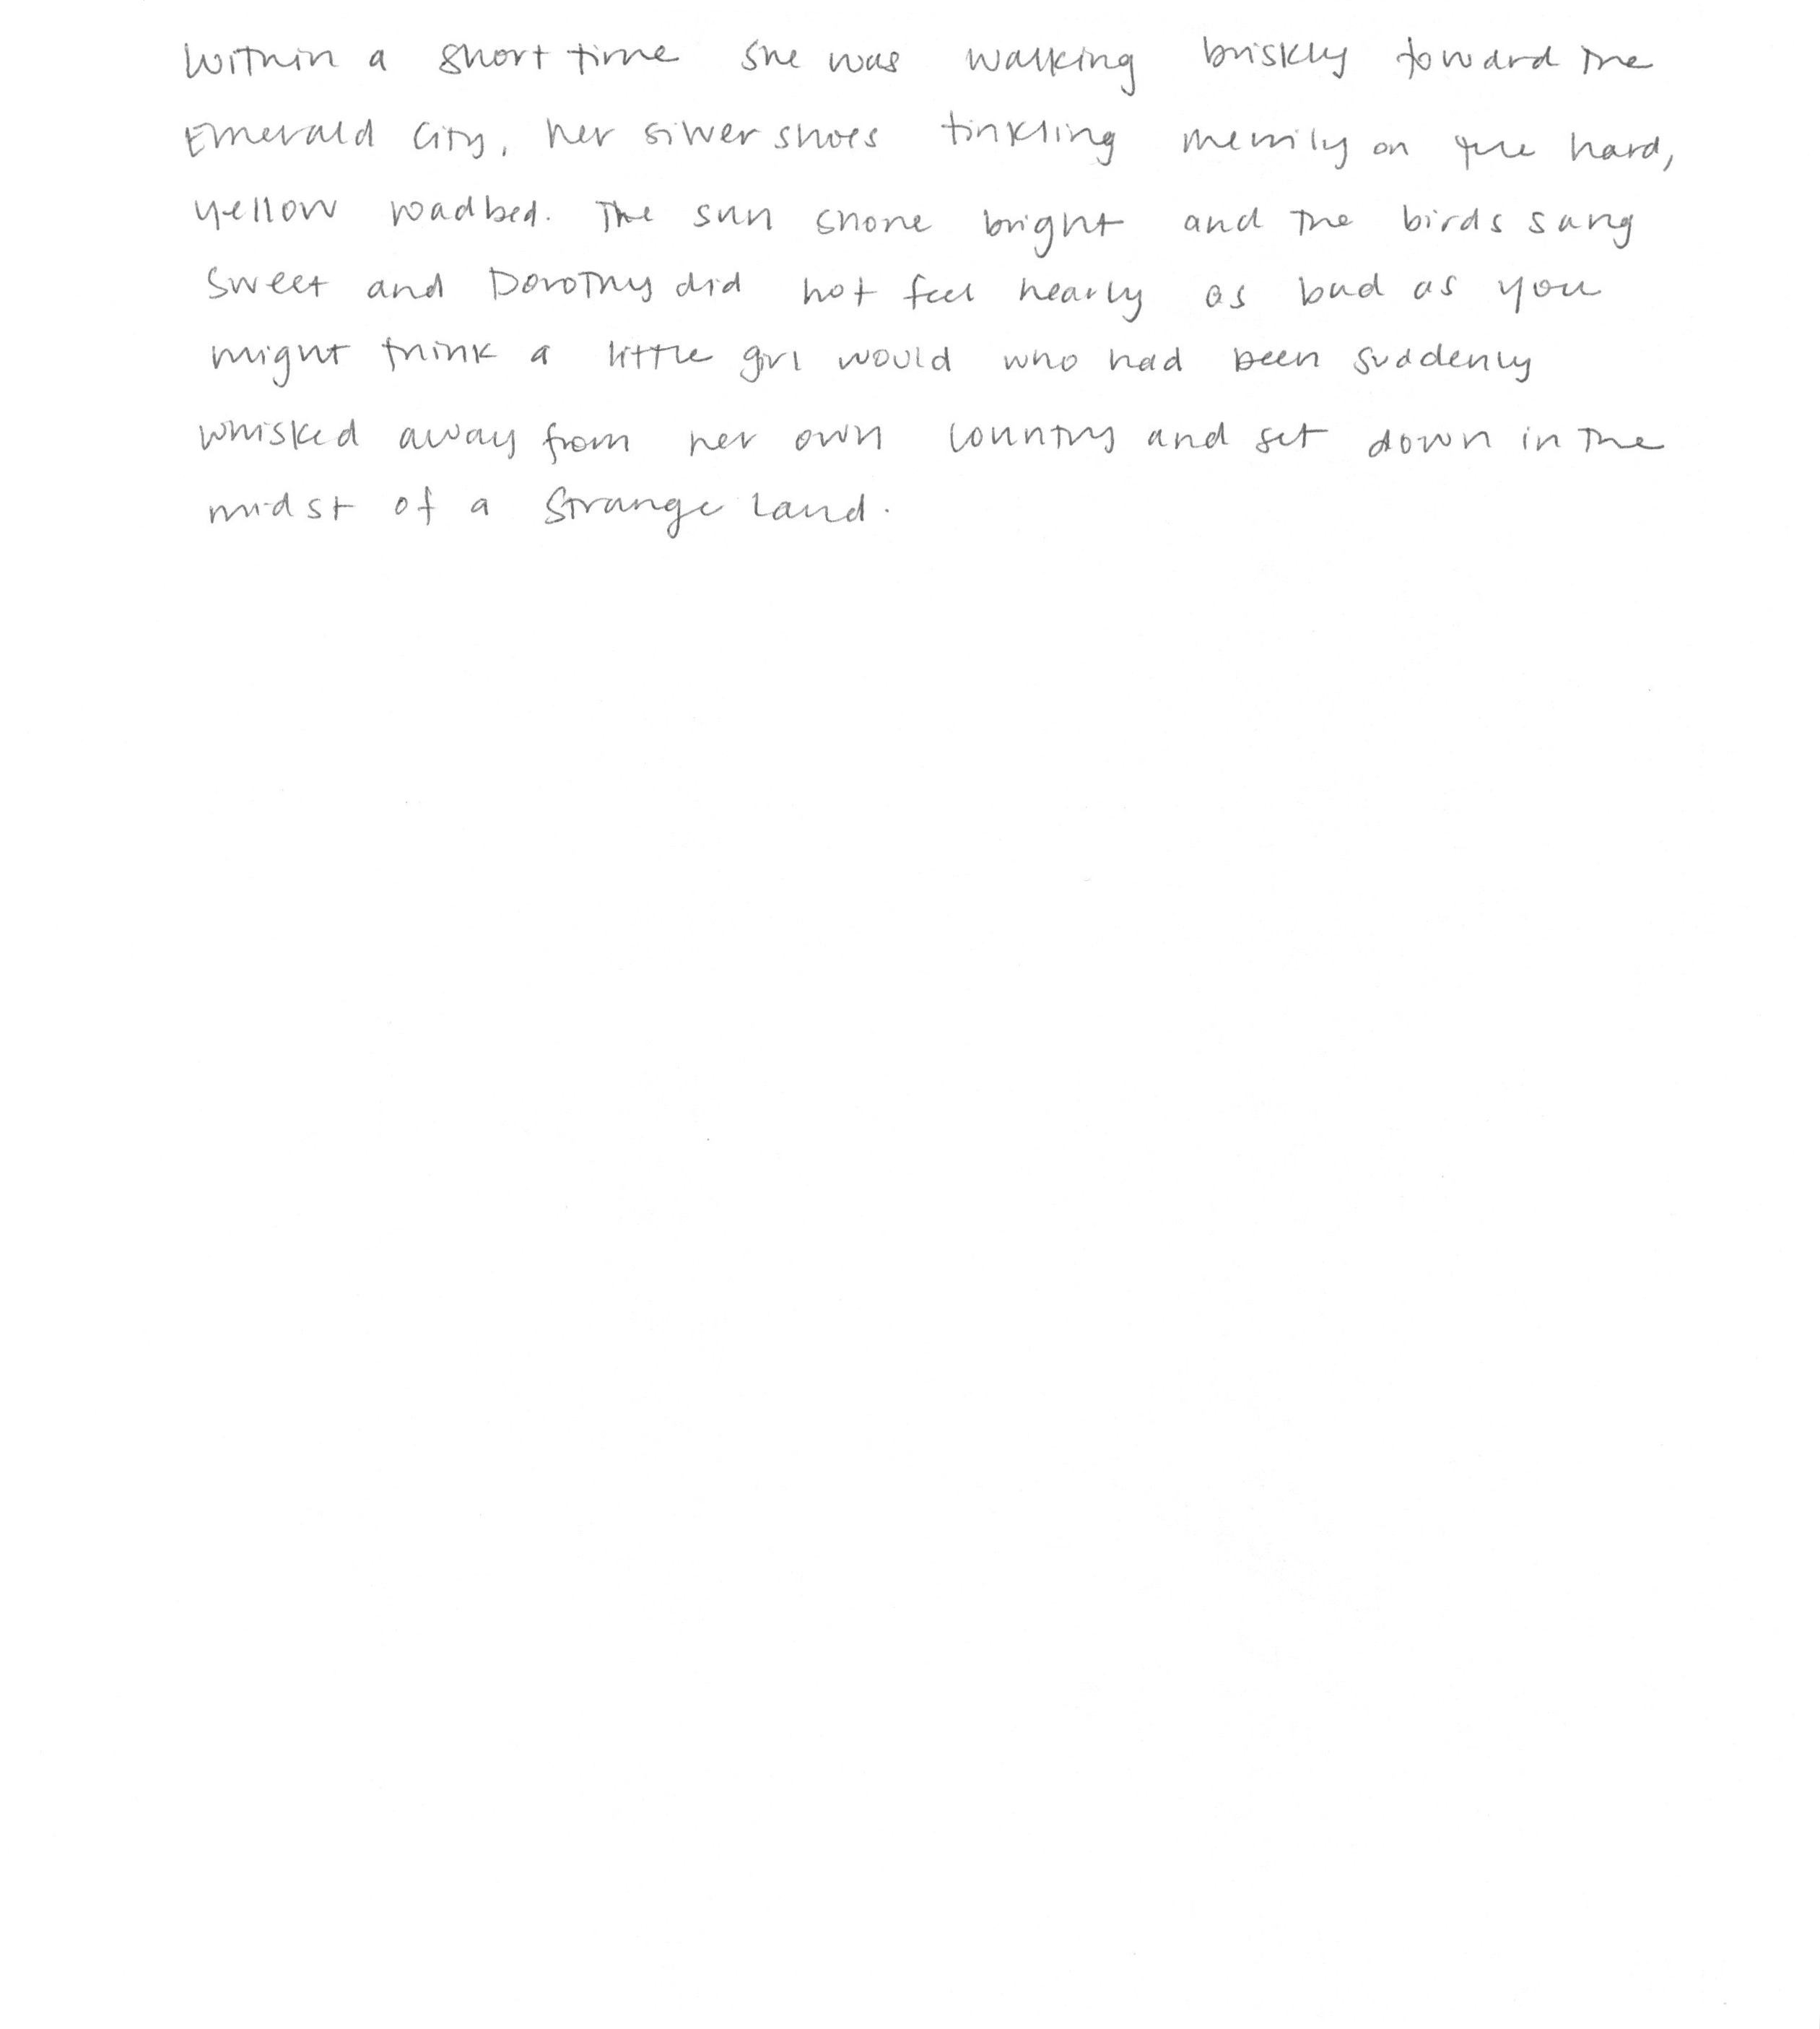 Within a short time she was walking briskly toward the
Emerald City, her silver shoes tinkling merrily on the hard,
yellow roadbed. The sun shone bright and the birds sang
sweet and Dorothy did not feel nearly as bad as you
might think a little girl would who had been suddenly
whisked away from her own country and set down in the
midst of a strange land.